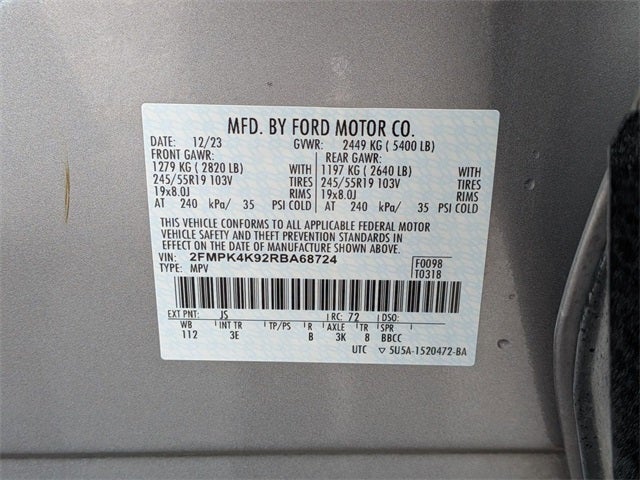 MFD. BY FORD MOTOR CO.
DATE: 12/23 GVWR: 2449 KG ( 5400 LB)
FRONT GAWR: REAR GAWR:
1279 KG ( 2820 LB) WITH 1197 KG ( 2640 LB) WITH
245/55R19 103V TIRES 245/55R19 103V TIRES
19x8.0J RIMS 19x8.0J RIMS
AT 240 kPa/ 35 PSI COLD AT 240 kPa/ 35 PSI COLD
THIS VEHICLE CONFORMS TO ALL APPLICABLE FEDERAL MOTOR
VEHICLE SAFETY AND THEFT PREVENTION STANDARDS IN
EFFECT ON THE DATE OF MANUFACTURE SHOWN ABOVE.
VIN: 2FMPK4K92RBA68724 F0098
TYPE: MPV T0318
EXT PNT: JS RC: 72 DSO:
WB INT TR TP/PS R AXLE TR SPR
112 3E B 3K 8 BBCC
UTC ▽ 5U5A-1520472-BA